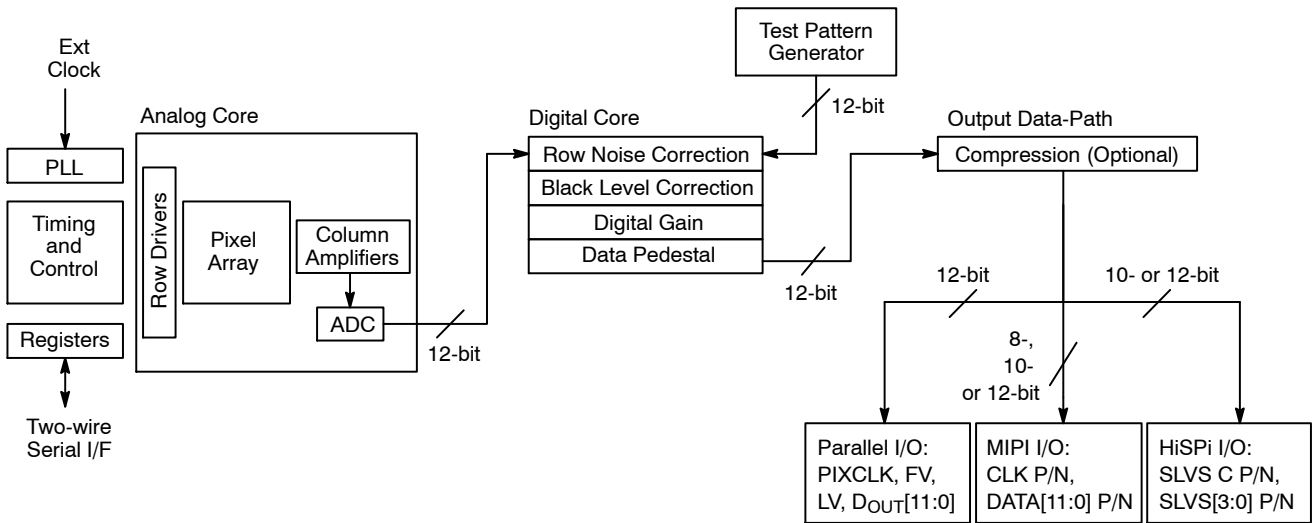 Ext
Clock
PLL
Timing
and
Control
Registers
Two-wire
Serial I/F
Analog Core
Row Drivers
Pixel
Array
Column
Amplifiers
ADC
12-bit
Test Pattern
Generator
12-bit
Digital Core
Row Noise Correction
Black Level Correction
Digital Gain
Data Pedestal
12-bit
Output Data-Path
Compression (Optional)
12-bit
8-,
10-
or 12-bit
10- or 12-bit
Parallel I/O:
PIXCLK, FV,
LV, DOUT[11:0]
MIPI I/O:
CLK P/N,
DATA[11:0] P/N
HiSPi I/O:
SLVS C P/N,
SLVS[3:0] P/N